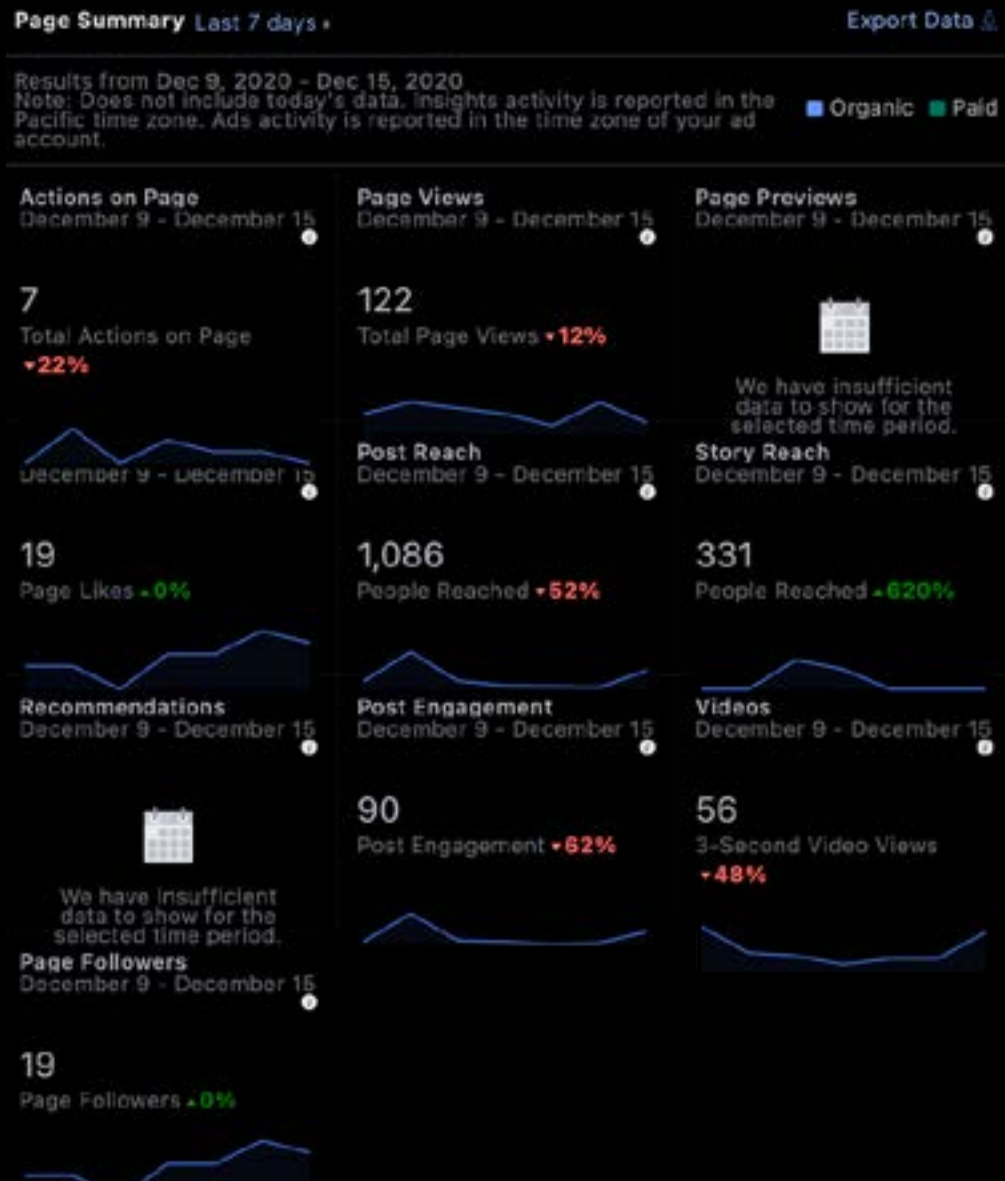 Page Summary Last 7 days
Export Data
Results from Dec 9, 2020 - Dec 15, 2020
Note: Does not include today's data. Insights activity is reported in the
Pacific time zone. Ads activity is reported in the time zone of your ad
account.
Organic Paid
Actions on Page
December 9 - December 15
7
Total Actions on Page
22%
Page Views
December 9 - December 15
122
Total Page Views 12%
Page Previews
December 9 - December 15
We have insufficient
data to show for the
selected time period.
December 9 - December 15
19
Page Likes 0%
Post Reach
December 9 - December 15
1,086
People Reached 52%
Story Reach
December 9 - December 15
331
People Reached 620%
Recommendations
December 9 - December 15
We have insufficient
data to show for the
selected time period.
Post Engagement
December 9 - December 15
90
Post Engagement 62%
Videos
December 9 - December 15
56
3-Second Video Views
48%
Page Followers
December 9 - December 15
19
Page Followers 0%